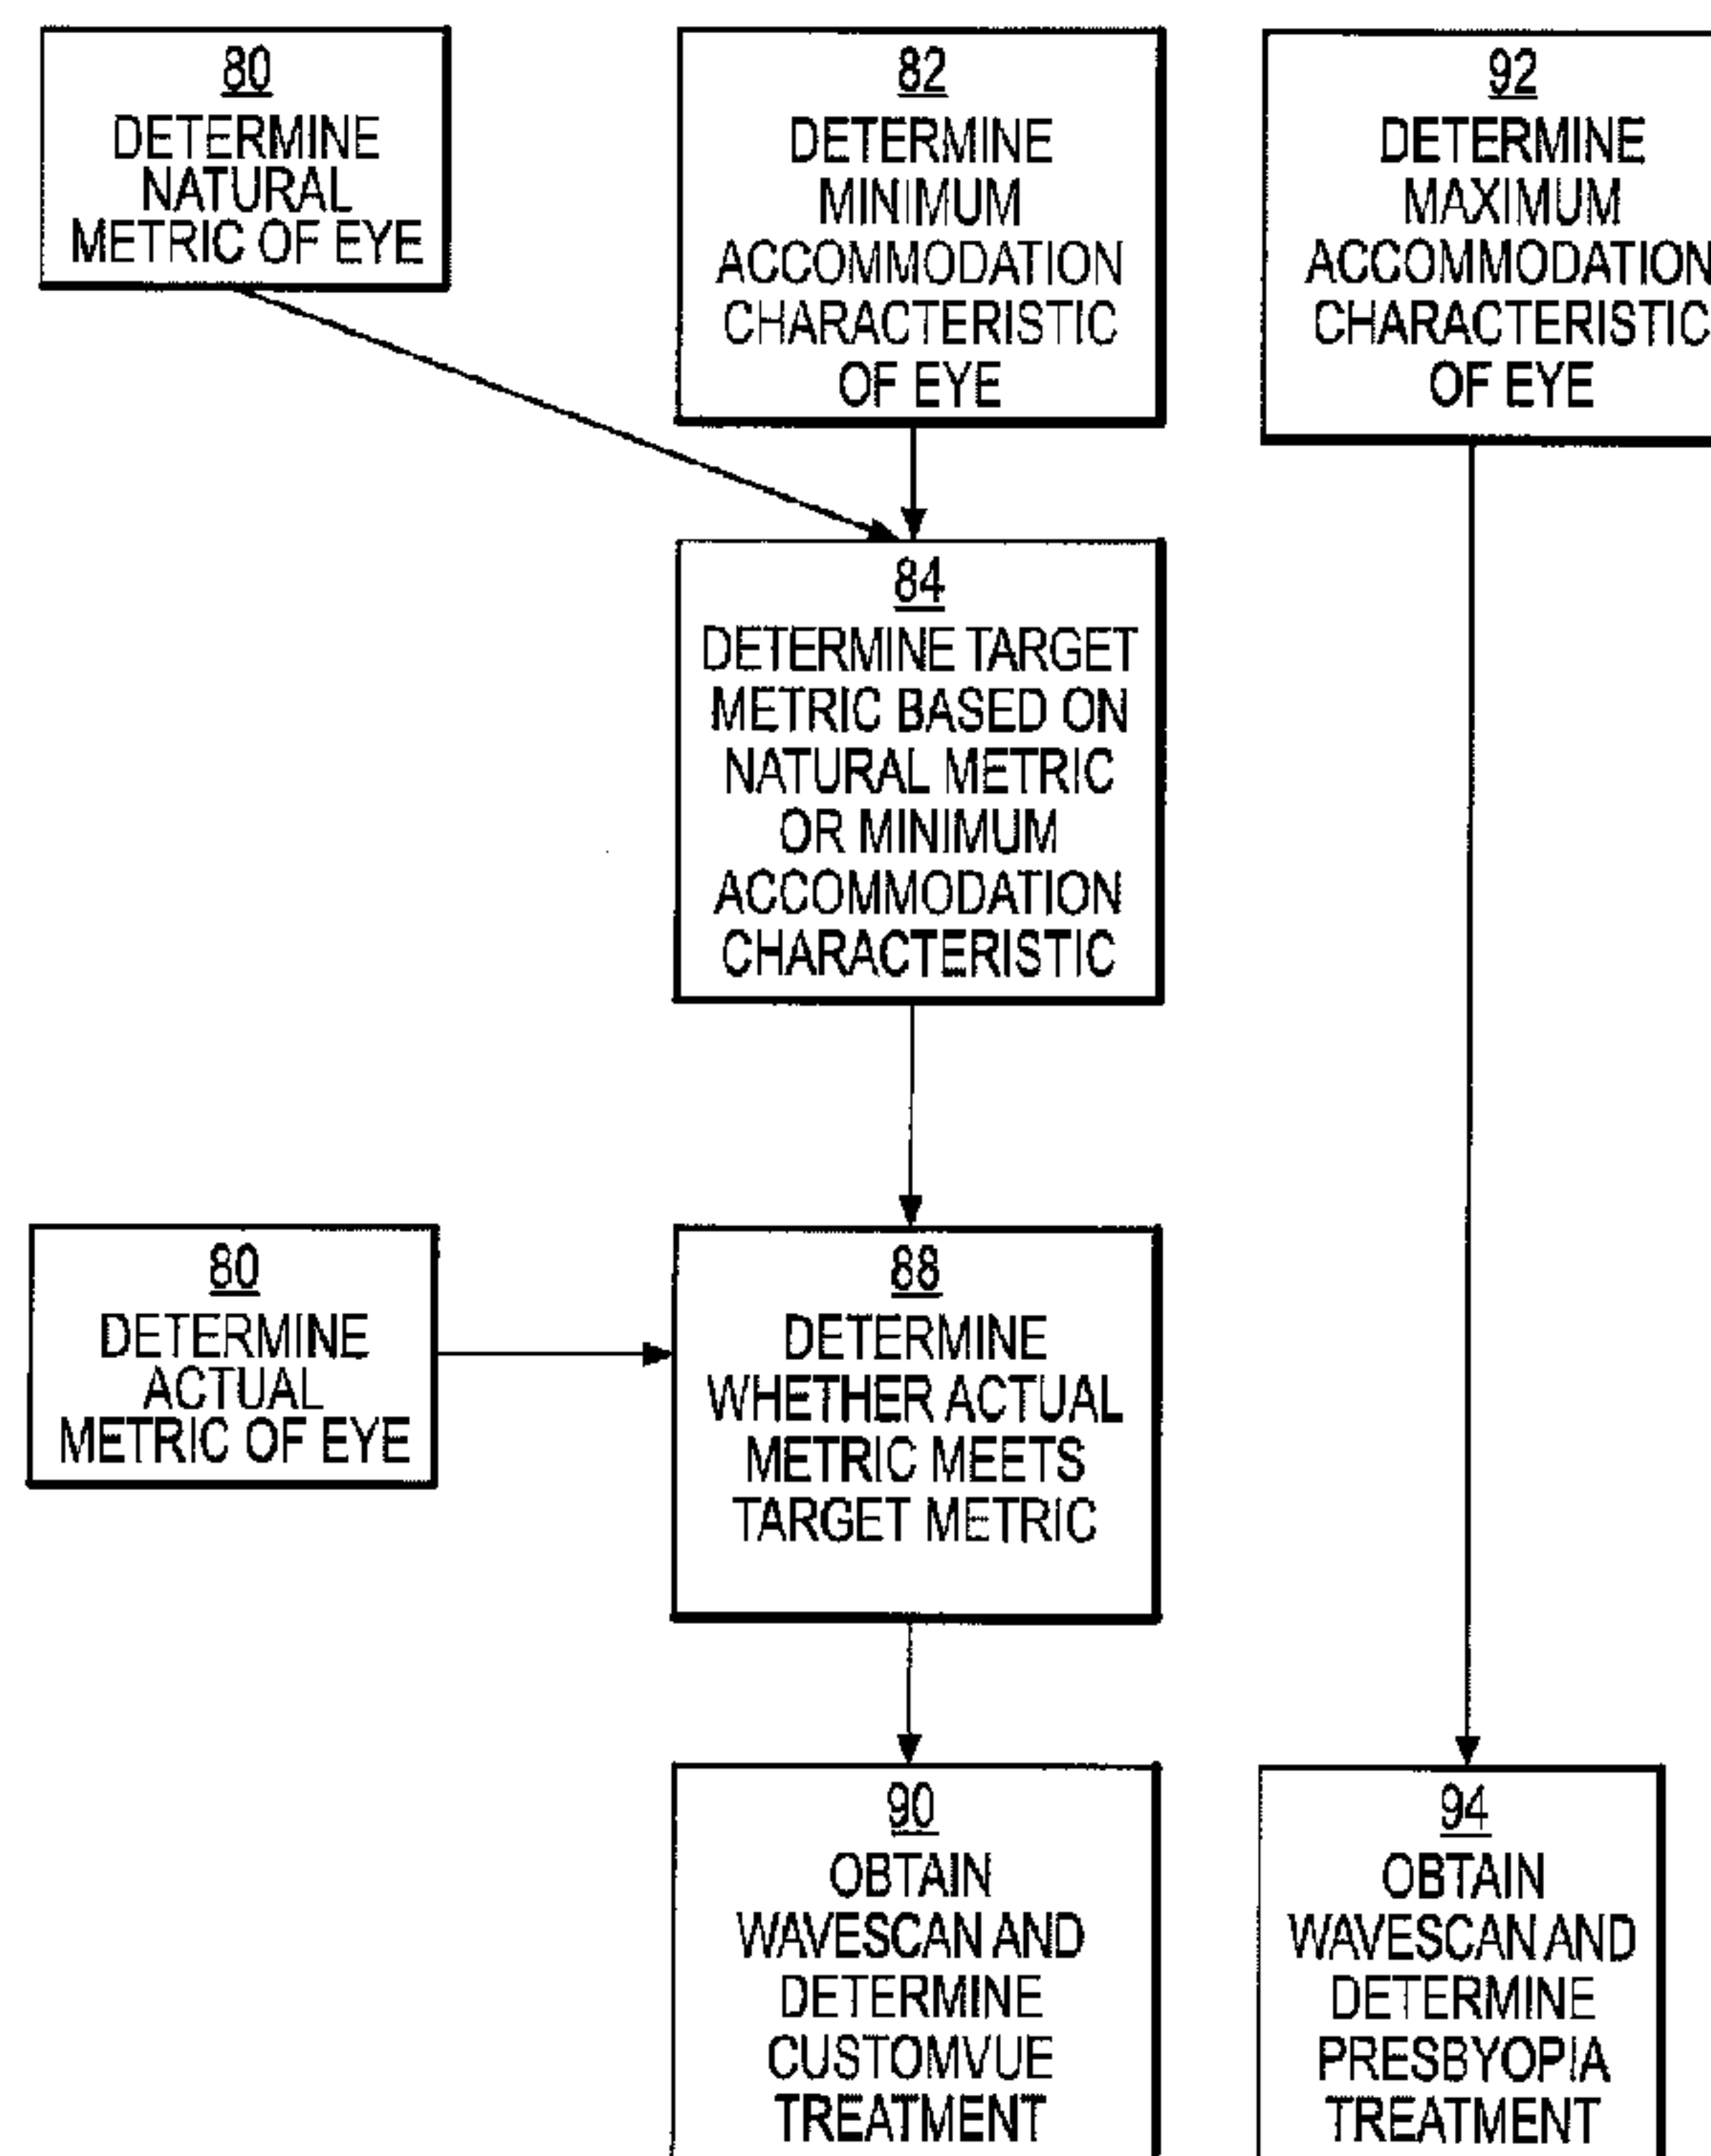 80
DETERMINE
NATURAL
METRIC OF EYE
82
DETERMINE
MINIMUM
ACCOMMODATION
CHARACTERISTIC
OF EYE
92
DETERMINE
MAXIMUM
ACCOMMODATION
CHARACTERISTIC
OF EYE
84
DETERMINE TARGET
METRIC BASED ON
NATURAL METRIC
OR MINIMUM
ACCOMMODATION
CHARACTERISTIC
80
DETERMINE
ACTUAL
METRIC OF EYE
88
DETERMINE
WHETHER ACTUAL
METRIC MEETS
TARGET METRIC
90
OBTAIN
WAVESCAN AND
DETERMINE
CUSTOMVUE
TREATMENT
94
OBTAIN
WAVESCAN AND
DETERMINE
PRESBYOPIA
TREATMENT